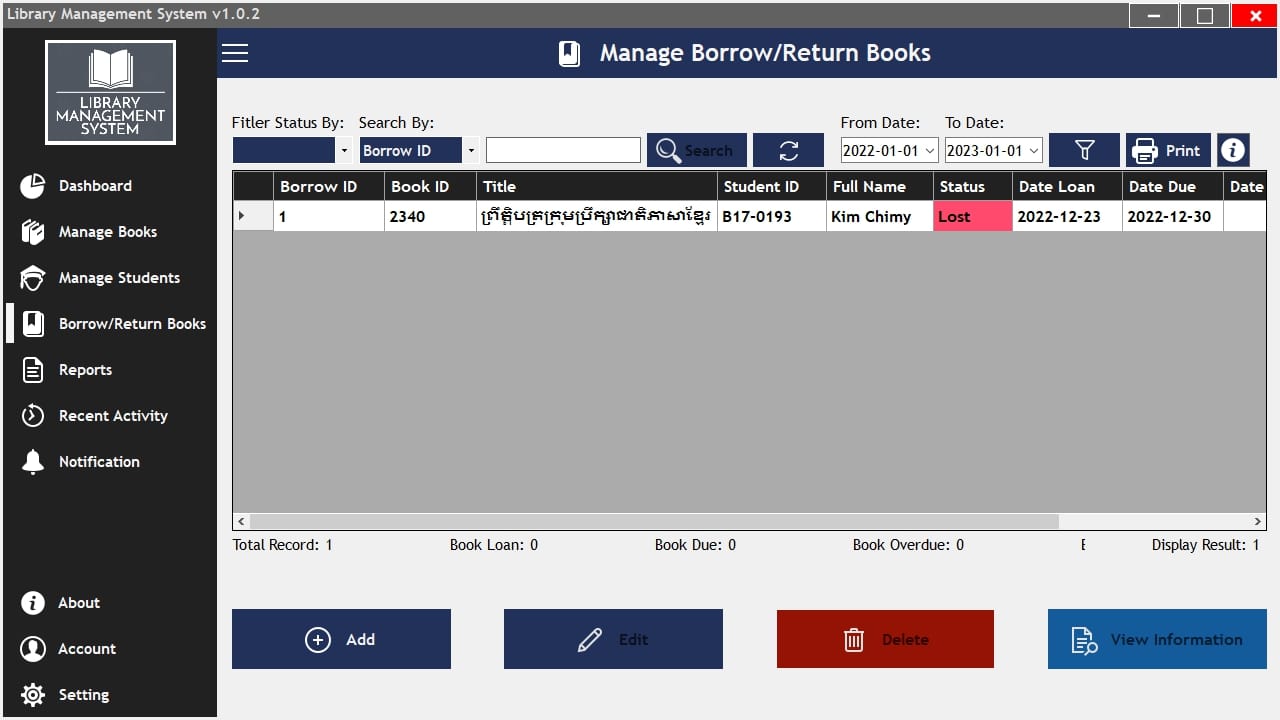 Library Management System v1.0.2
LIBRARY
MANAGEMENT
SYSTEM
Dashboard
Manage Books
Manage Students
Borrow/Return Books
Reports
Recent Activity
Notification
About
Account
Setting
Manage Borrow/Return Books
Fitler Status By: Search By: From Date: To Date:
Borrow ID Search 2022-01-01 2023-01-01 Print
Borrow ID Book ID Title Student ID Full Name Status Date Loan Date Due Date
1 2340 ព្រឹត្តិបត្រក្រុមប្រឹក្សាជាតិភាសាខ្មែរ B17-0193 Kim Chimy Lost 2022-12-23 2022-12-30
Total Record: 1 Book Loan: 0 Book Due: 0 Book Overdue: 0 Display Result: 1
Add Edit Delete View Information